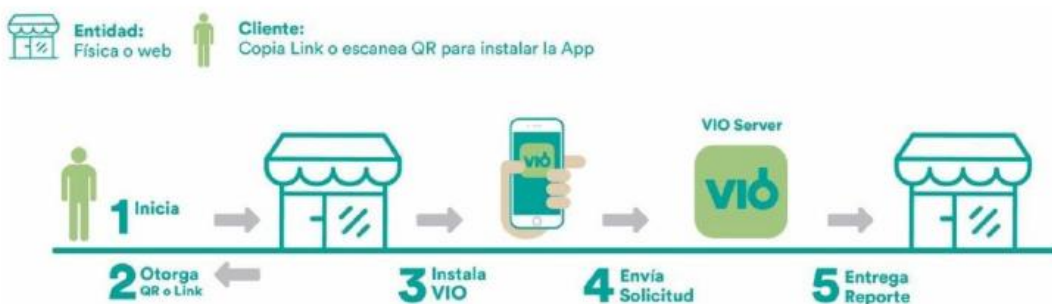 Entidad:
Física o web
Cliente:
Copia Link o escanea QR para instalar la App
VIO Server
VIO
VIO
1 Inicia
2 Otorga
QR o Link
3 Instala
VIO
4 Envía
Solicitud
5 Entrega
Reporte